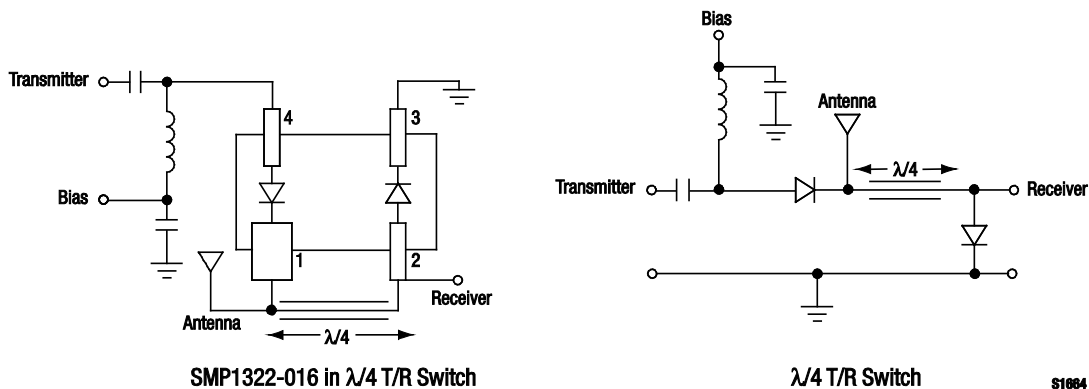 Transmitter
Bias
4
3
1
2
Antenna
Receiver
λ/4
SMP1322-016 in λ/4 T/R Switch
Bias
Antenna
λ/4
Transmitter
Receiver
λ/4 T/R Switch
S1664